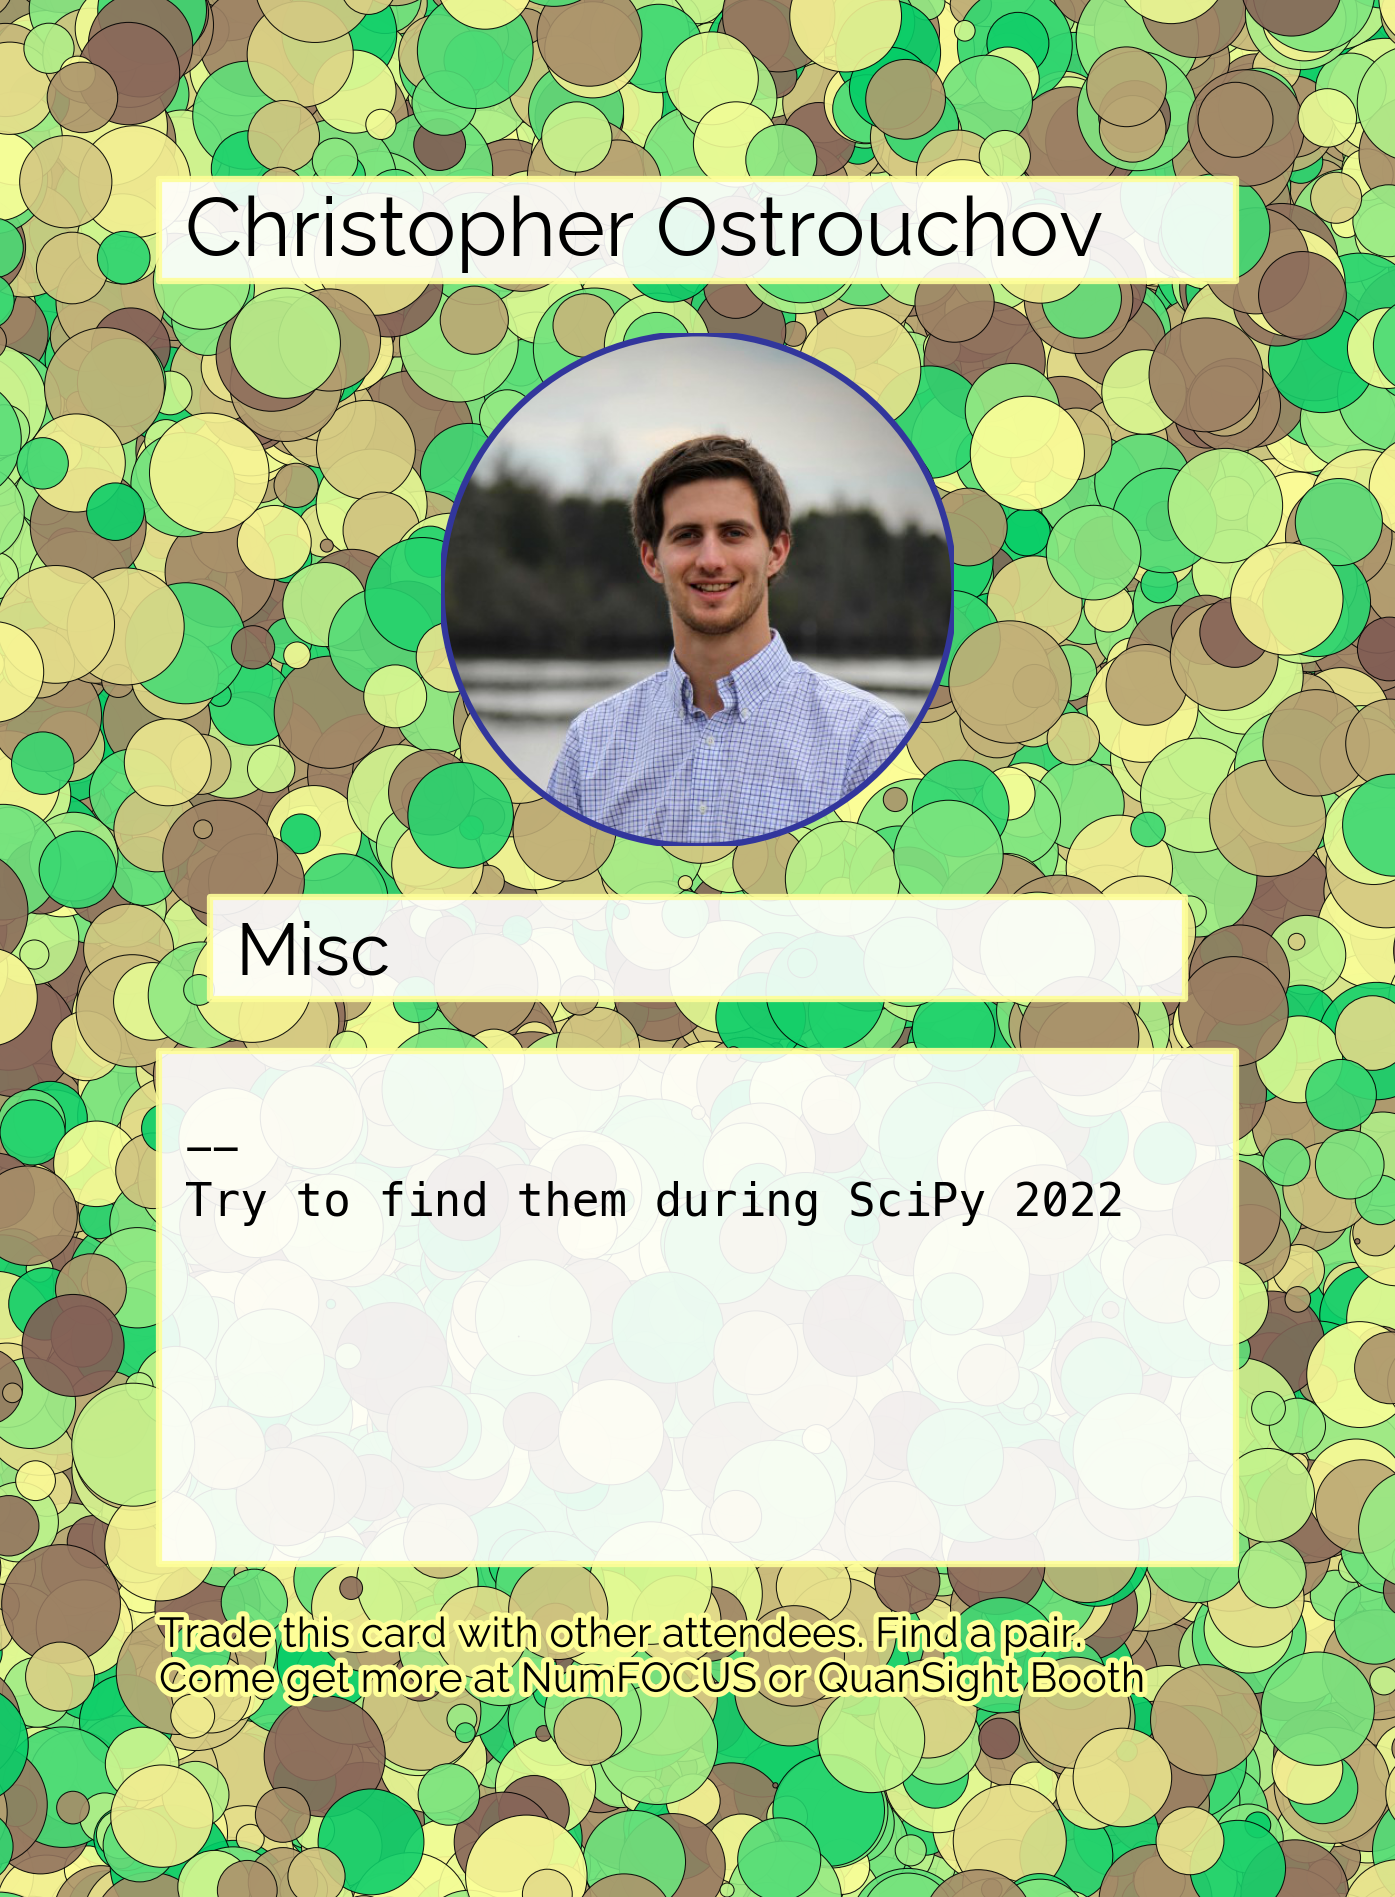 Christopher Ostrouchov
Misc
––
Try to find them during SciPy 2022
Trade this card with other attendees. Find a pair.
Come get more at NumFOCUS or QuanSight Booth